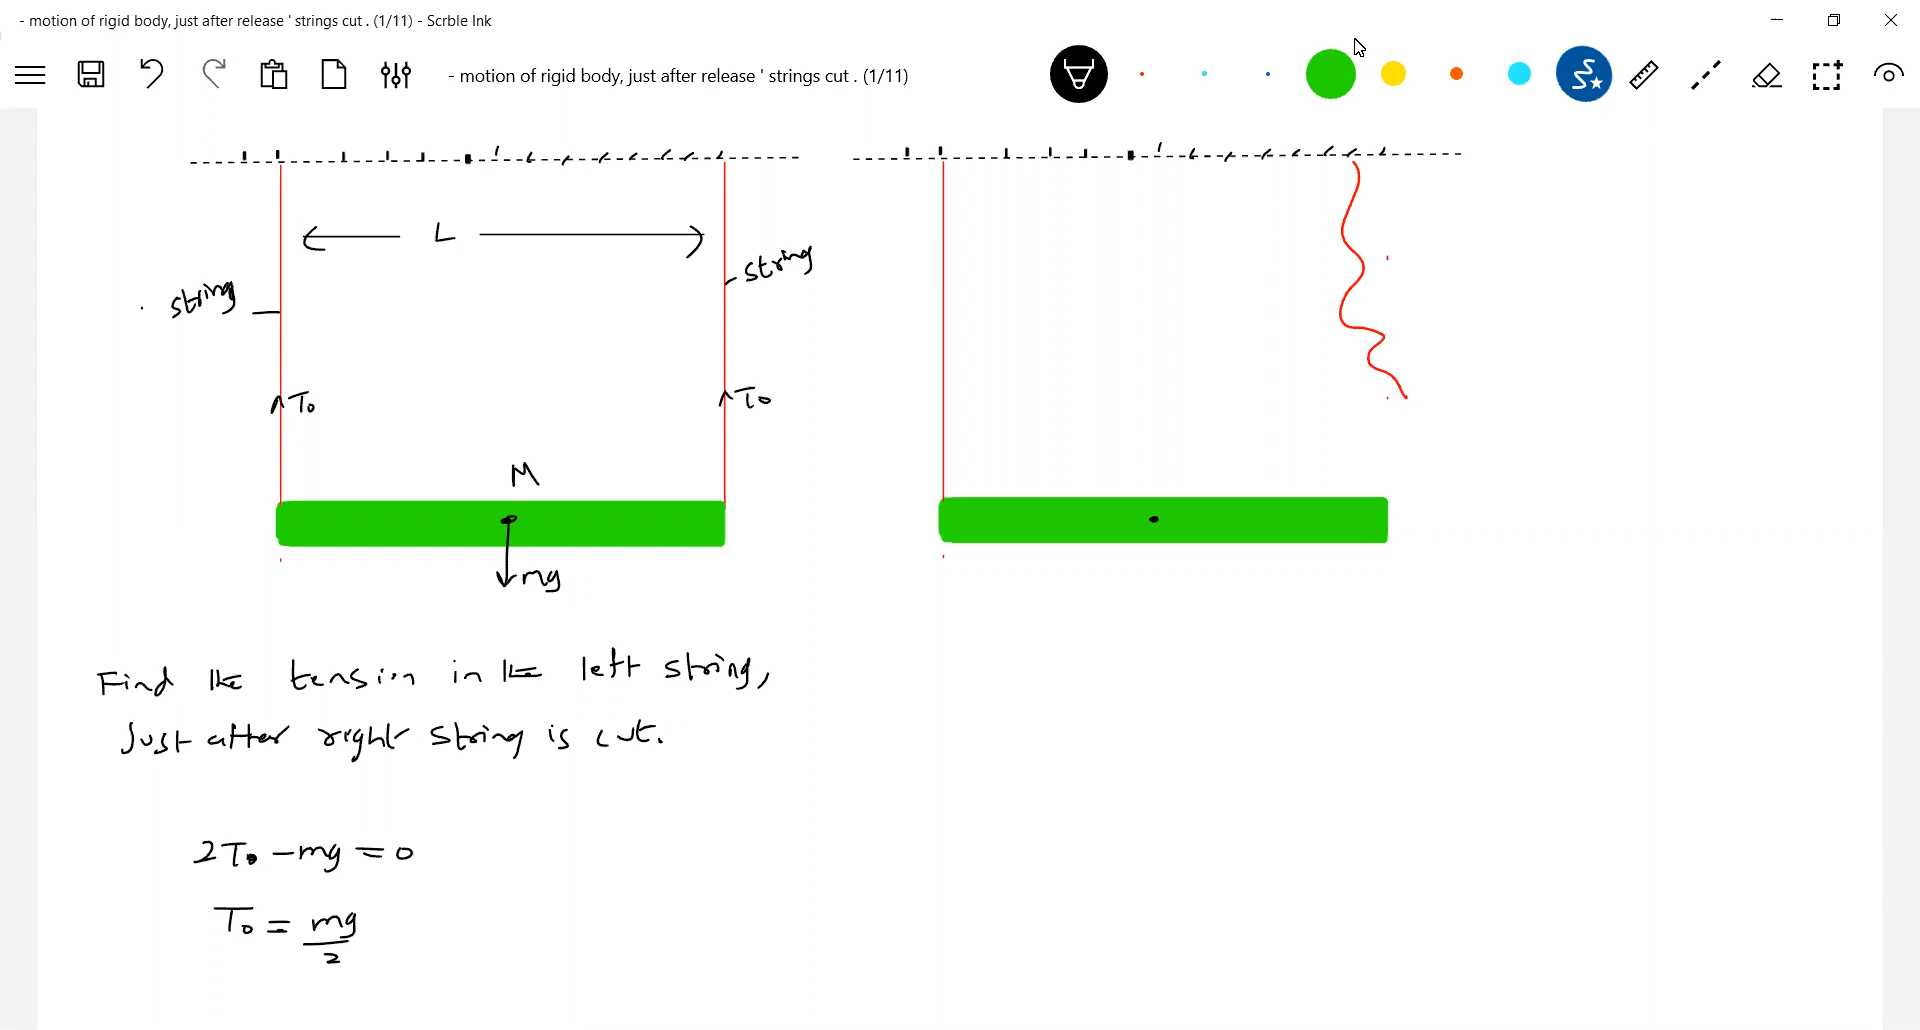 - motion of rigid body, just after release ' strings cut . (1/11) - Scrble Ink
- motion of rigid body, just after release ' strings cut . (1/11)
L
string
string
T₀
T₀
M
mg
Find the tension in the left string,
Just after right string is cut.
2T₀ - mg = 0
T₀ = mg/2